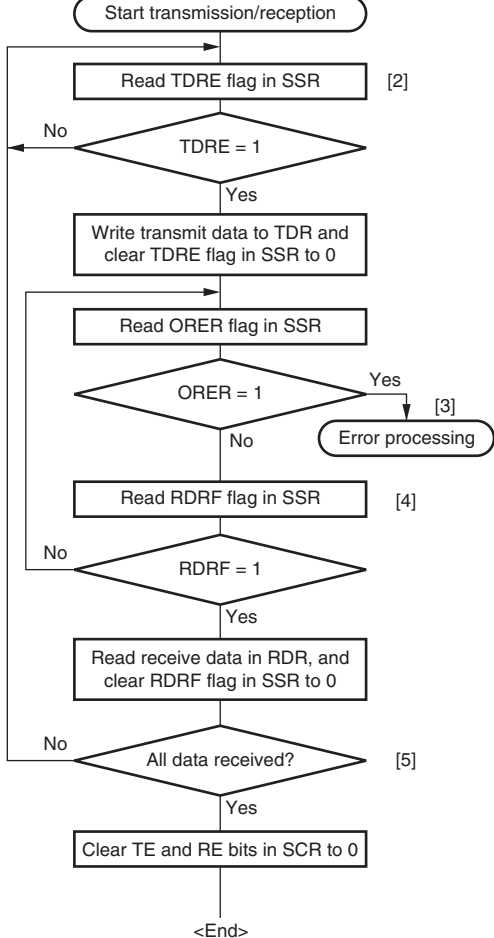 Start transmission/reception
Read TDRE flag in SSR
[2]
No
TDRE = 1
Yes
Write transmit data to TDR and
clear TDRE flag in SSR to 0
Read ORER flag in SSR
ORER = 1
Yes
[3]
No
Error processing
Read RDRF flag in SSR
[4]
No
RDRF = 1
Yes
Read receive data in RDR, and
clear RDRF flag in SSR to 0
No
All data received?
[5]
Yes
Clear TE and RE bits in SCR to 0
<End>